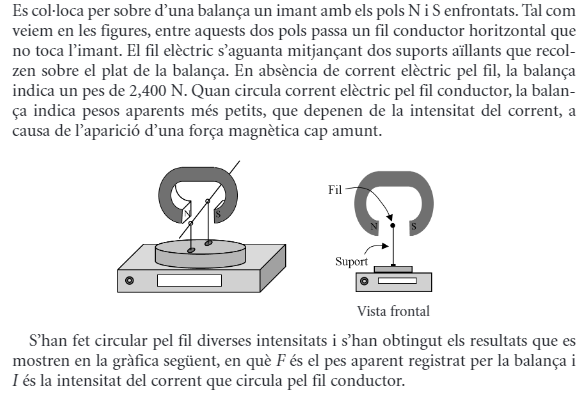 Es col·loca per sobre d’una balança un imant amb els pols N i S enfrontats. Tal com
veiem en les figures, entre aquests dos pols passa un fil conductor horitzontal que
no toca l’imant. El fil elèctric s’aguanta mitjançant dos suports aïllants que recol-
zen sobre el plat de la balança. En absència de corrent elèctric pel fil, la balança
indica un pes de 2,400 N. Quan circula corrent elèctric pel fil conductor, la balan-
ça indica pesos aparents més petits, que depenen de la intensitat del corrent, a
causa de l’aparició d’una força magnètica cap amunt.
N S
Fil
N S
Suport
Vista frontal
S’han fet circular pel fil diverses intensitats i s’han obtingut els resultats que es
mostren en la gràfica següent, en què F és el pes aparent registrat per la balança i
I és la intensitat del corrent que circula pel fil conductor.